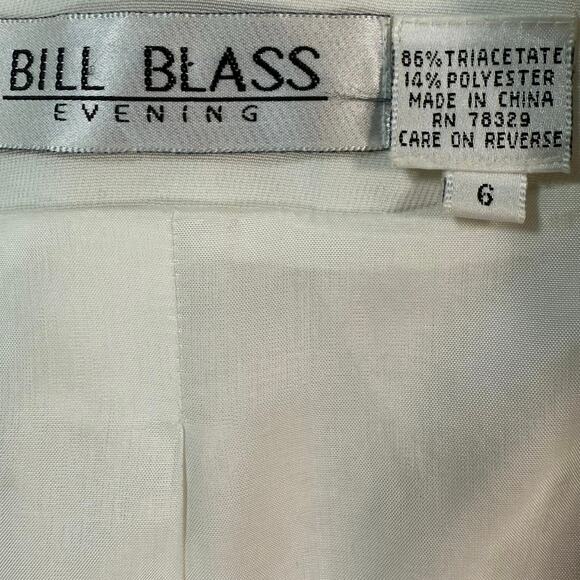 BILL BLASS
EVENING
86% TRIACETATE
14% POLYESTER
MADE IN CHINA
RN 78329
CARE ON REVERSE
6